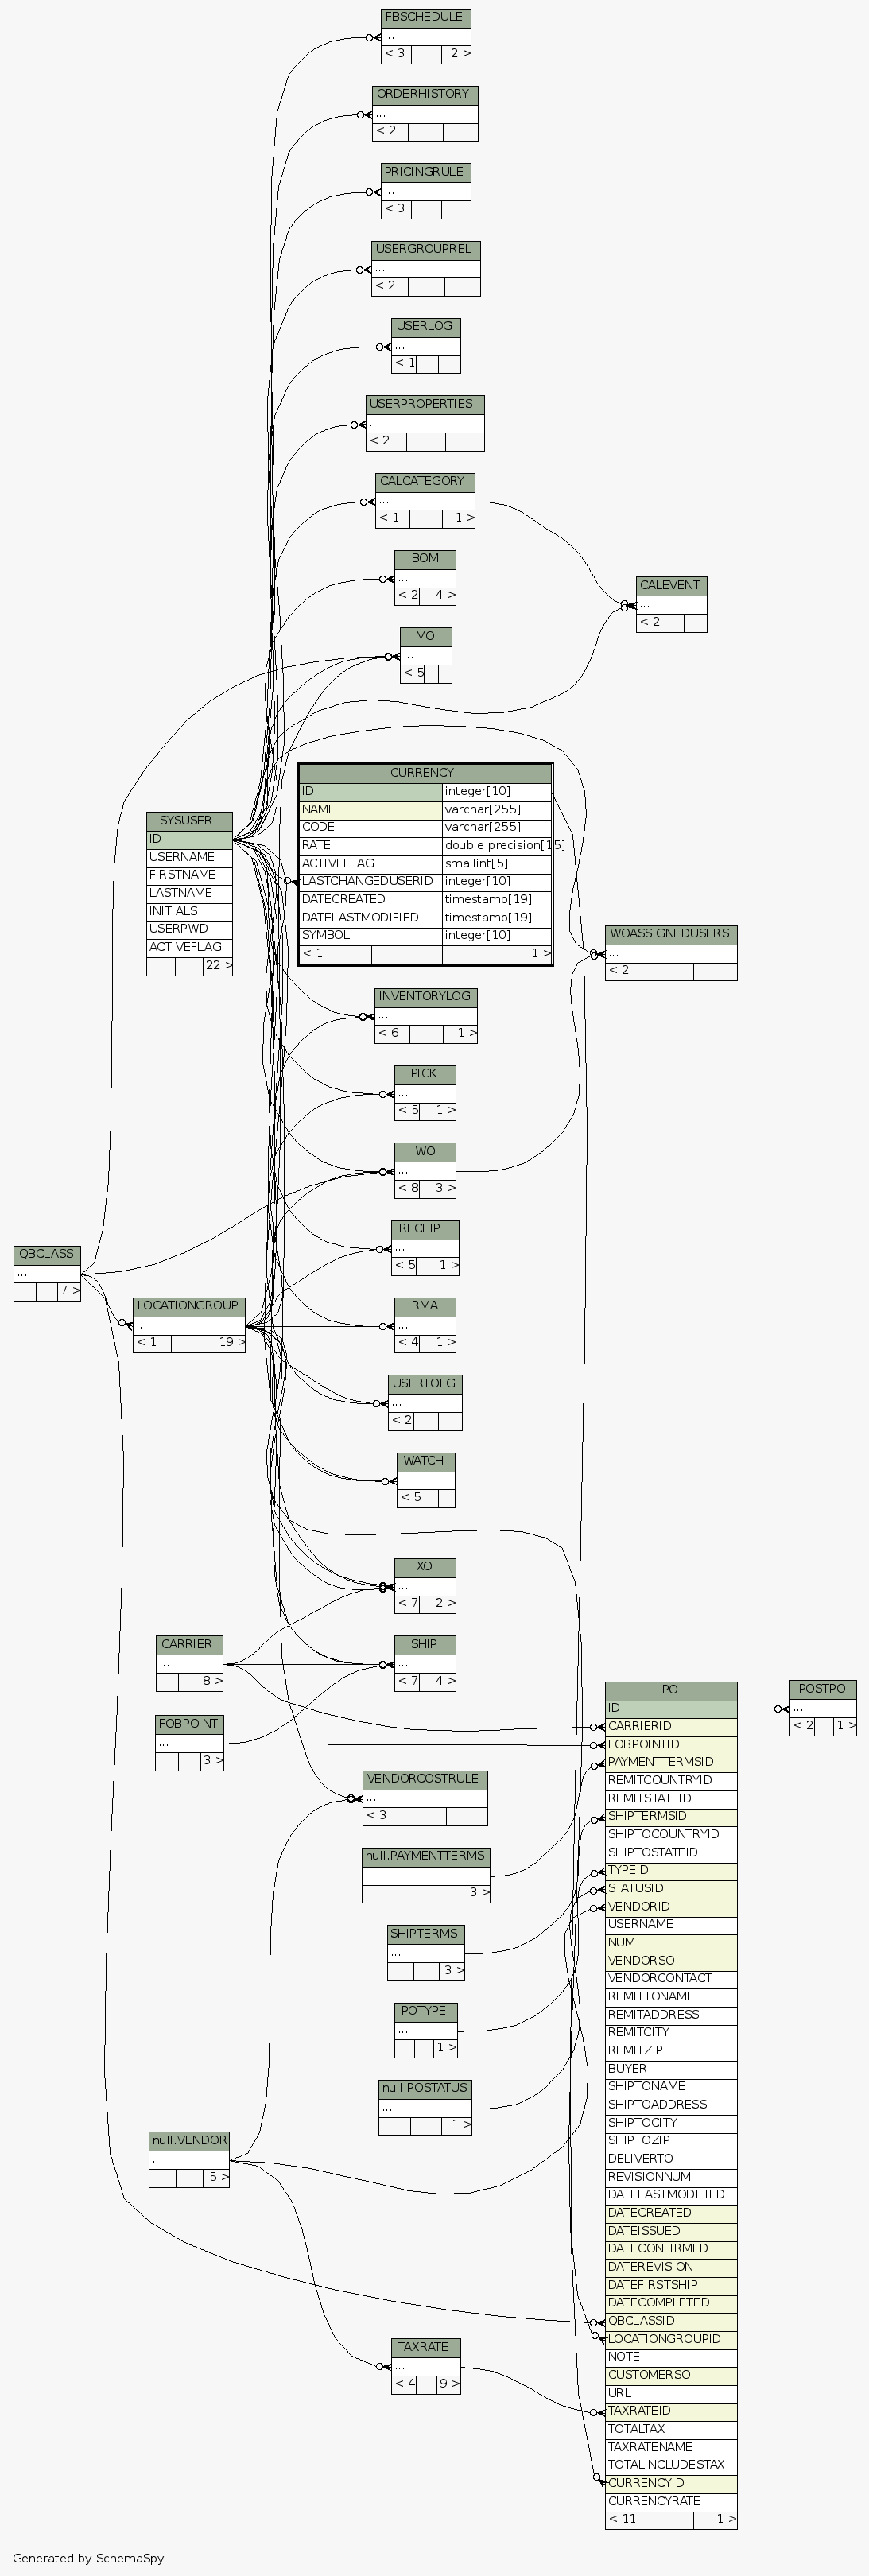 FBSCHEDULE
...
< 3 2 >
ORDERHISTORY
...
< 2
PRICINGRULE
...
< 3
USERGROUPREL
...
< 2
USERLOG
...
< 1
USERPROPERTIES
...
< 2
CALCATEGORY
...
< 1 1 >
BOM
...
< 2 4 >
CALEVENT
...
< 2
MO
...
< 5
CURRENCY
ID integer[10]
NAME varchar[255]
CODE varchar[255]
RATE double precision[15]
ACTIVEFLAG smallint[5]
LASTCHANGEDUSERID integer[10]
DATECREATED timestamp[19]
DATELASTMODIFIED timestamp[19]
SYMBOL integer[10]
< 1 1 >
SYSUSER
ID
USERNAME
FIRSTNAME
LASTNAME
INITIALS
USERPWD
ACTIVEFLAG
22 >
WOASSIGNEDUSERS
...
< 2
INVENTORYLOG
...
< 6 1 >
PICK
...
< 5 1 >
WO
...
< 8 3 >
RECEIPT
...
< 5 1 >
QBCLASS
...
7 >
LOCATIONGROUP
...
< 1 19 >
RMA
...
< 4 1 >
USERTOLG
...
< 2
WATCH
...
< 5
XO
...
< 7 2 >
CARRIER
...
8 >
SHIP
...
< 7 4 >
FOBPOINT
...
3 >
VENDORCOSTRULE
...
< 3
null.PAYMENTTERMS
...
3 >
SHIPTERMS
...
3 >
POTYPE
...
1 >
null.POSTATUS
...
1 >
null.VENDOR
...
5 >
TAXRATE
...
< 4 9 >
PO
ID
CARRIERID
FOBPOINTID
PAYMENTTERMSID
REMITCOUNTRYID
REMITSTATEID
SHIPTERMSID
SHIPTOCOUNTRYID
SHIPTOSTATEID
TYPEID
STATUSID
VENDORID
USERNAME
NUM
VENDORSO
VENDORCONTACT
REMITTONAME
REMITADDRESS
REMITCITY
REMITZIP
BUYER
SHIPTONAME
SHIPTOADDRESS
SHIPTOCITY
SHIPTOZIP
DELIVERTO
REVISIONNUM
DATELASTMODIFIED
DATECREATED
DATEISSUED
DATECONFIRMED
DATEREVISION
DATEFIRSTSHIP
DATECOMPLETED
QBCLASSID
LOCATIONGROUPID
NOTE
CUSTOMERSO
URL
TAXRATEID
TOTALTAX
TAXRATENAME
TOTALINCLUDESTAX
CURRENCYID
CURRENCYRATE
< 11 1 >
POSTPO
...
< 2 1 >
Generated by SchemaSpy